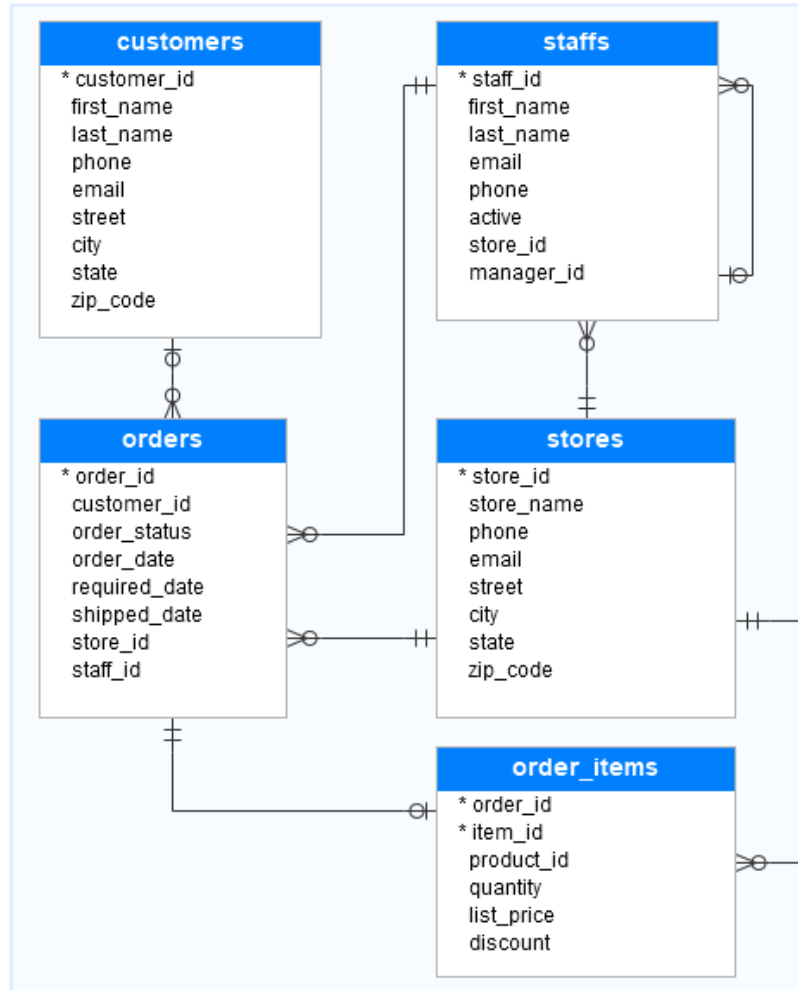 customers
* customer_id
first_name
last_name
phone
email
street
city
state
zip_code
staffs
* staff_id
first_name
last_name
email
phone
active
store_id
manager_id
orders
* order_id
customer_id
order_status
order_date
required_date
shipped_date
store_id
staff_id
stores
* store_id
store_name
phone
email
street
city
state
zip_code
order_items
* order_id
* item_id
product_id
quantity
list_price
discount